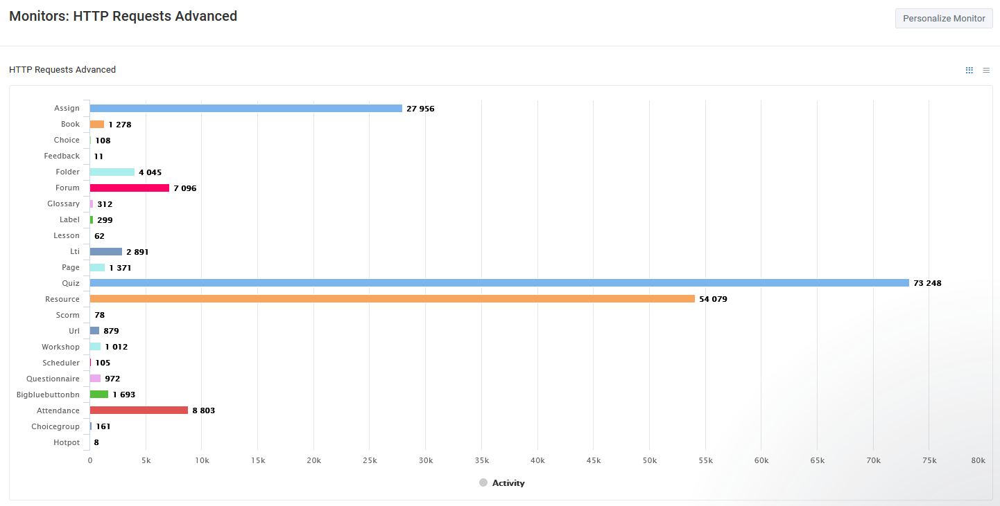 Monitors: HTTP Requests Advanced
Personalize Monitor
HTTP Requests Advanced
Assign 27 956
Book 1 278
Choice 108
Feedback 11
Folder 4 045
Forum 7 096
Glossary 312
Label 299
Lesson 62
Lti 2 891
Page 1 371
Quiz 73 248
Resource 54 079
Scorm 78
Url 879
Workshop 1 012
Scheduler 105
Questionnaire 972
Bigbluebuttonbn 1 693
Attendance 8 803
Choicegroup 161
Hotpot 8
0 5k 10k 15k 20k 25k 30k 35k 40k 45k 50k 55k 60k 65k 70k 75k 80k
Activity